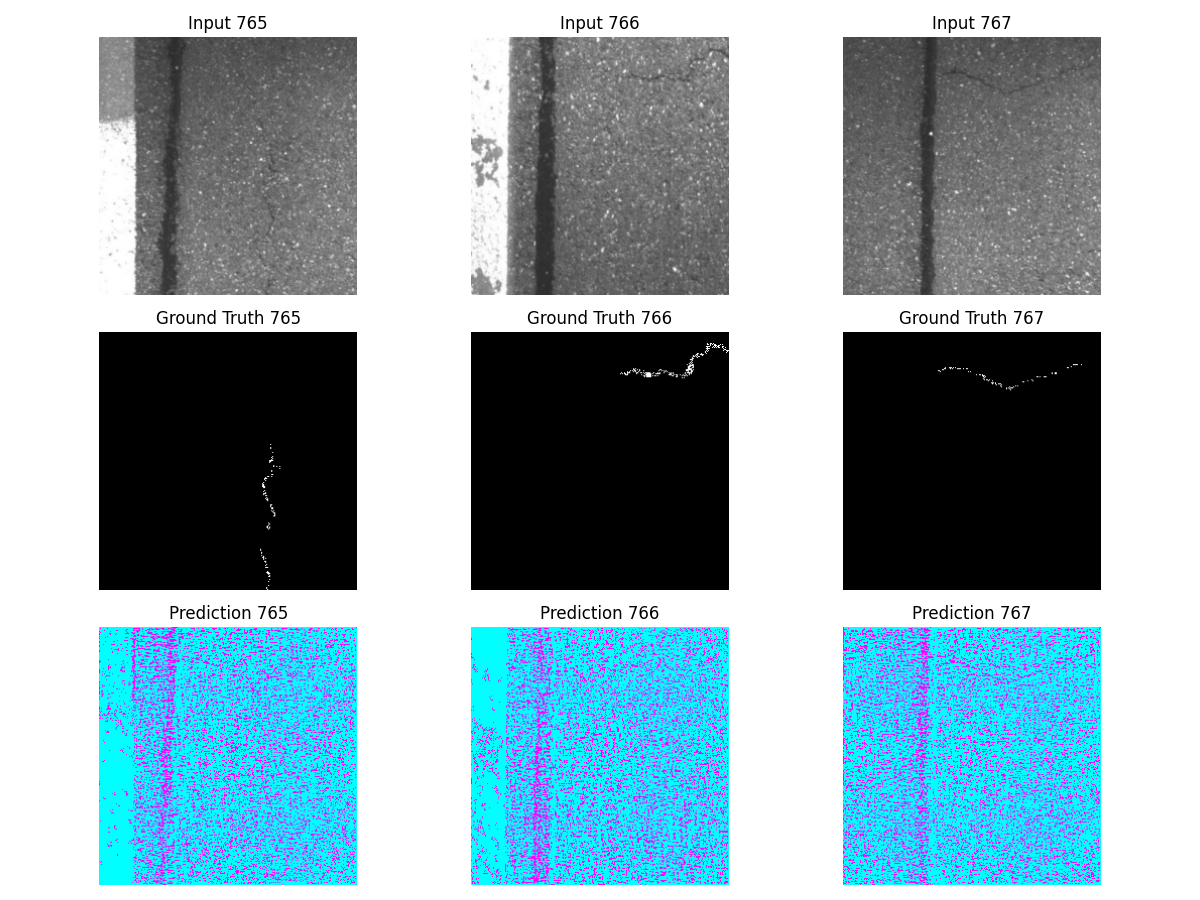 Input 765
Input 766
Input 767
Ground Truth 765
Ground Truth 766
Ground Truth 767
Prediction 765
Prediction 766
Prediction 767